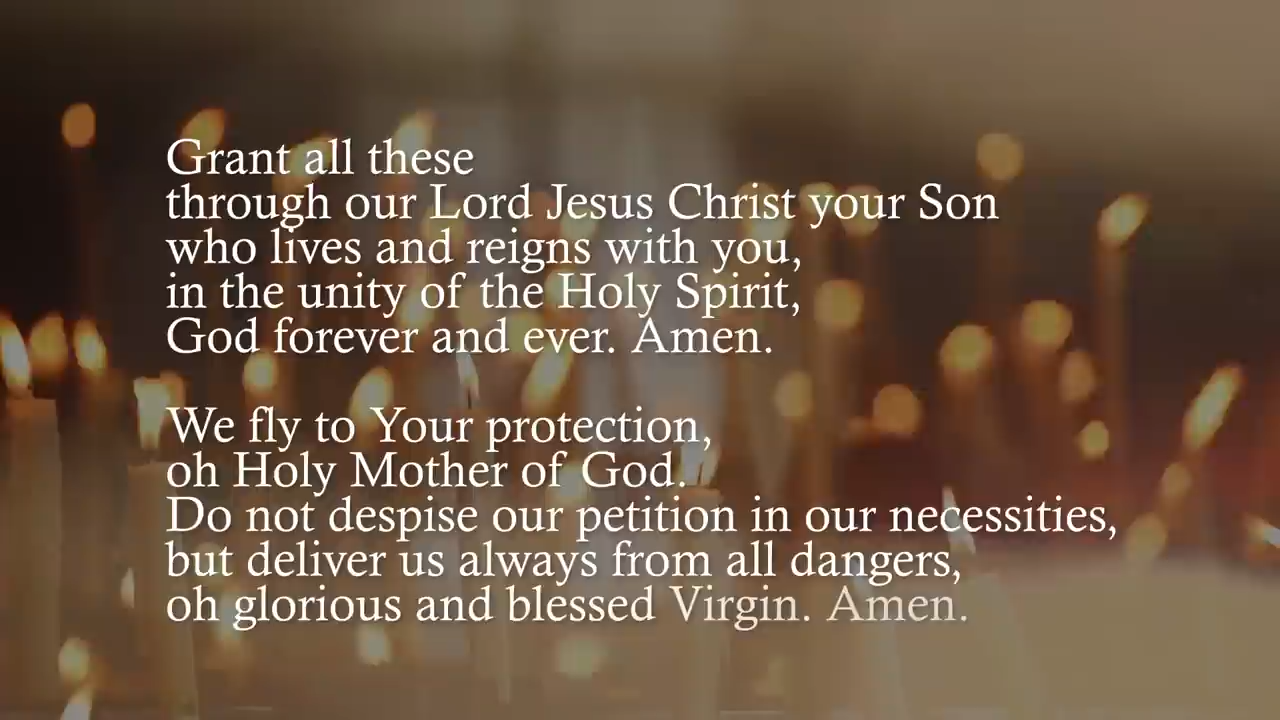 Grant all these
through our Lord Jesus Christ your Son
who lives and reigns with you,
in the unity of the Holy Spirit,
God forever and ever. Amen.
We fly to Your protection,
oh Holy Mother of God.
Do not despise our petition in our necessities,
but deliver us always from all dangers,
oh glorious and blessed Virgin. Amen.